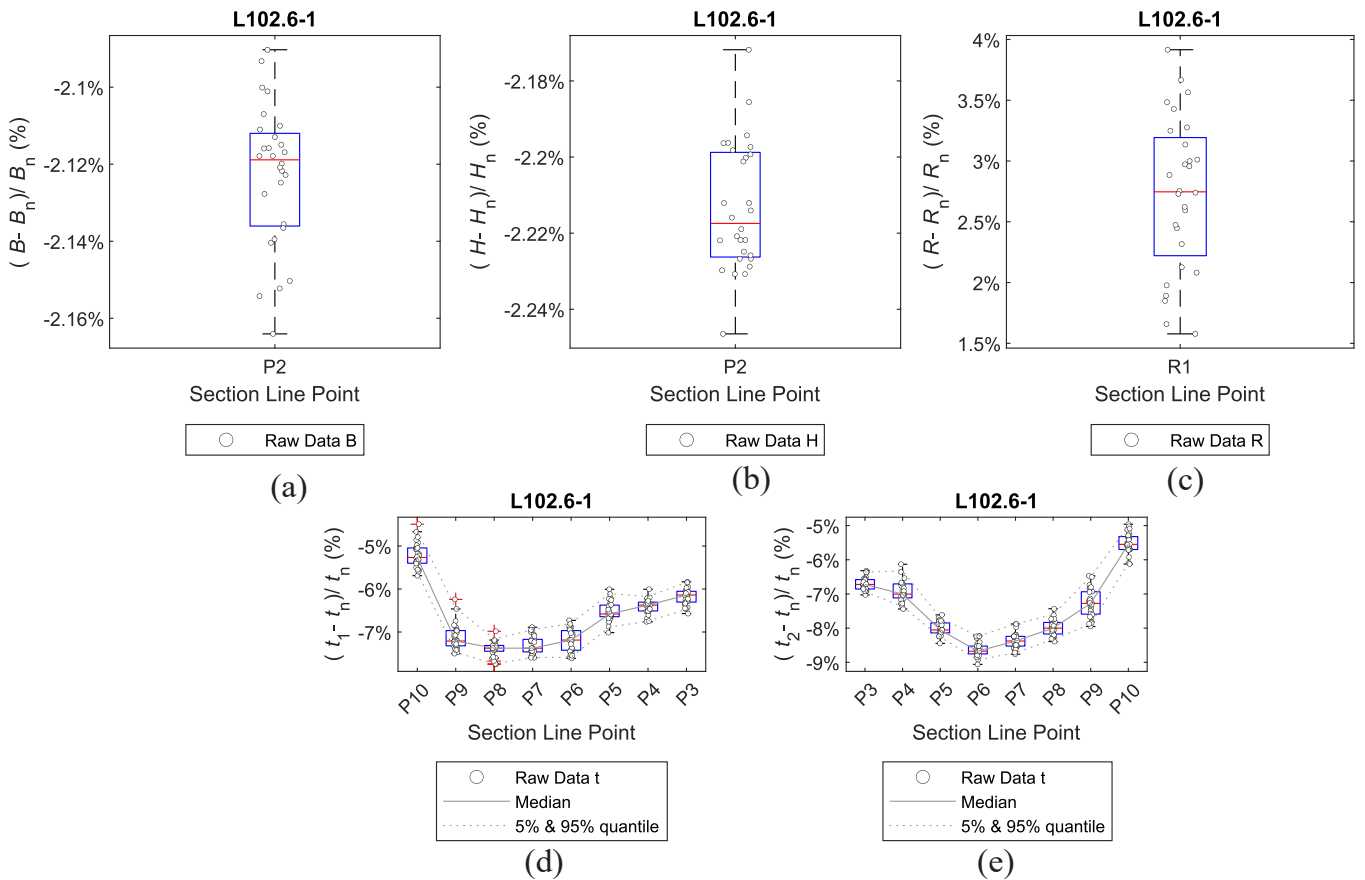 L102.6-1
-2.1%
-2.12%
-2.14%
-2.16%
( B- Bn)/ Bn (%)
P2
Section Line Point
Raw Data B
(a)
L102.6-1
-2.18%
-2.2%
-2.22%
-2.24%
( H- Hn)/ Hn (%)
P2
Section Line Point
Raw Data H
(b)
L102.6-1
4%
3.5%
3%
2.5%
2%
1.5%
( R- Rn)/ Rn (%)
R1
Section Line Point
Raw Data R
(c)
L102.6-1
-5%
-6%
-7%
( t1- tn)/ tn (%)
P10 P9 P8 P7 P6 P5 P4 P3
Section Line Point
Raw Data t
Median
5% & 95% quantile
(d)
L102.6-1
-5%
-6%
-7%
-8%
-9%
( t2- tn)/ tn (%)
P3 P4 P5 P6 P7 P8 P9 P10
Section Line Point
Raw Data t
Median
5% & 95% quantile
(e)